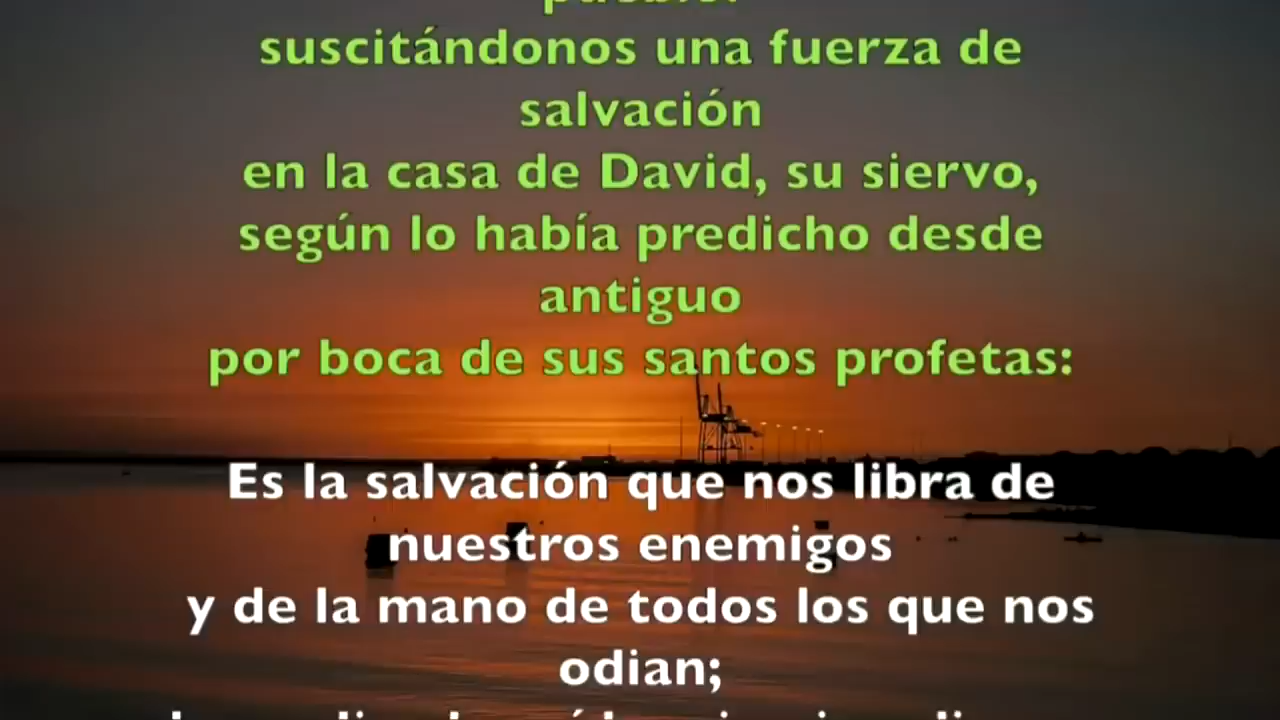 suscitándonos una fuerza de
salvación
en la casa de David, su siervo,
según lo había predicho desde
antiguo
por boca de sus santos profetas:
Es la salvación que nos libra de
nuestros enemigos
y de la mano de todos los que nos
odian;